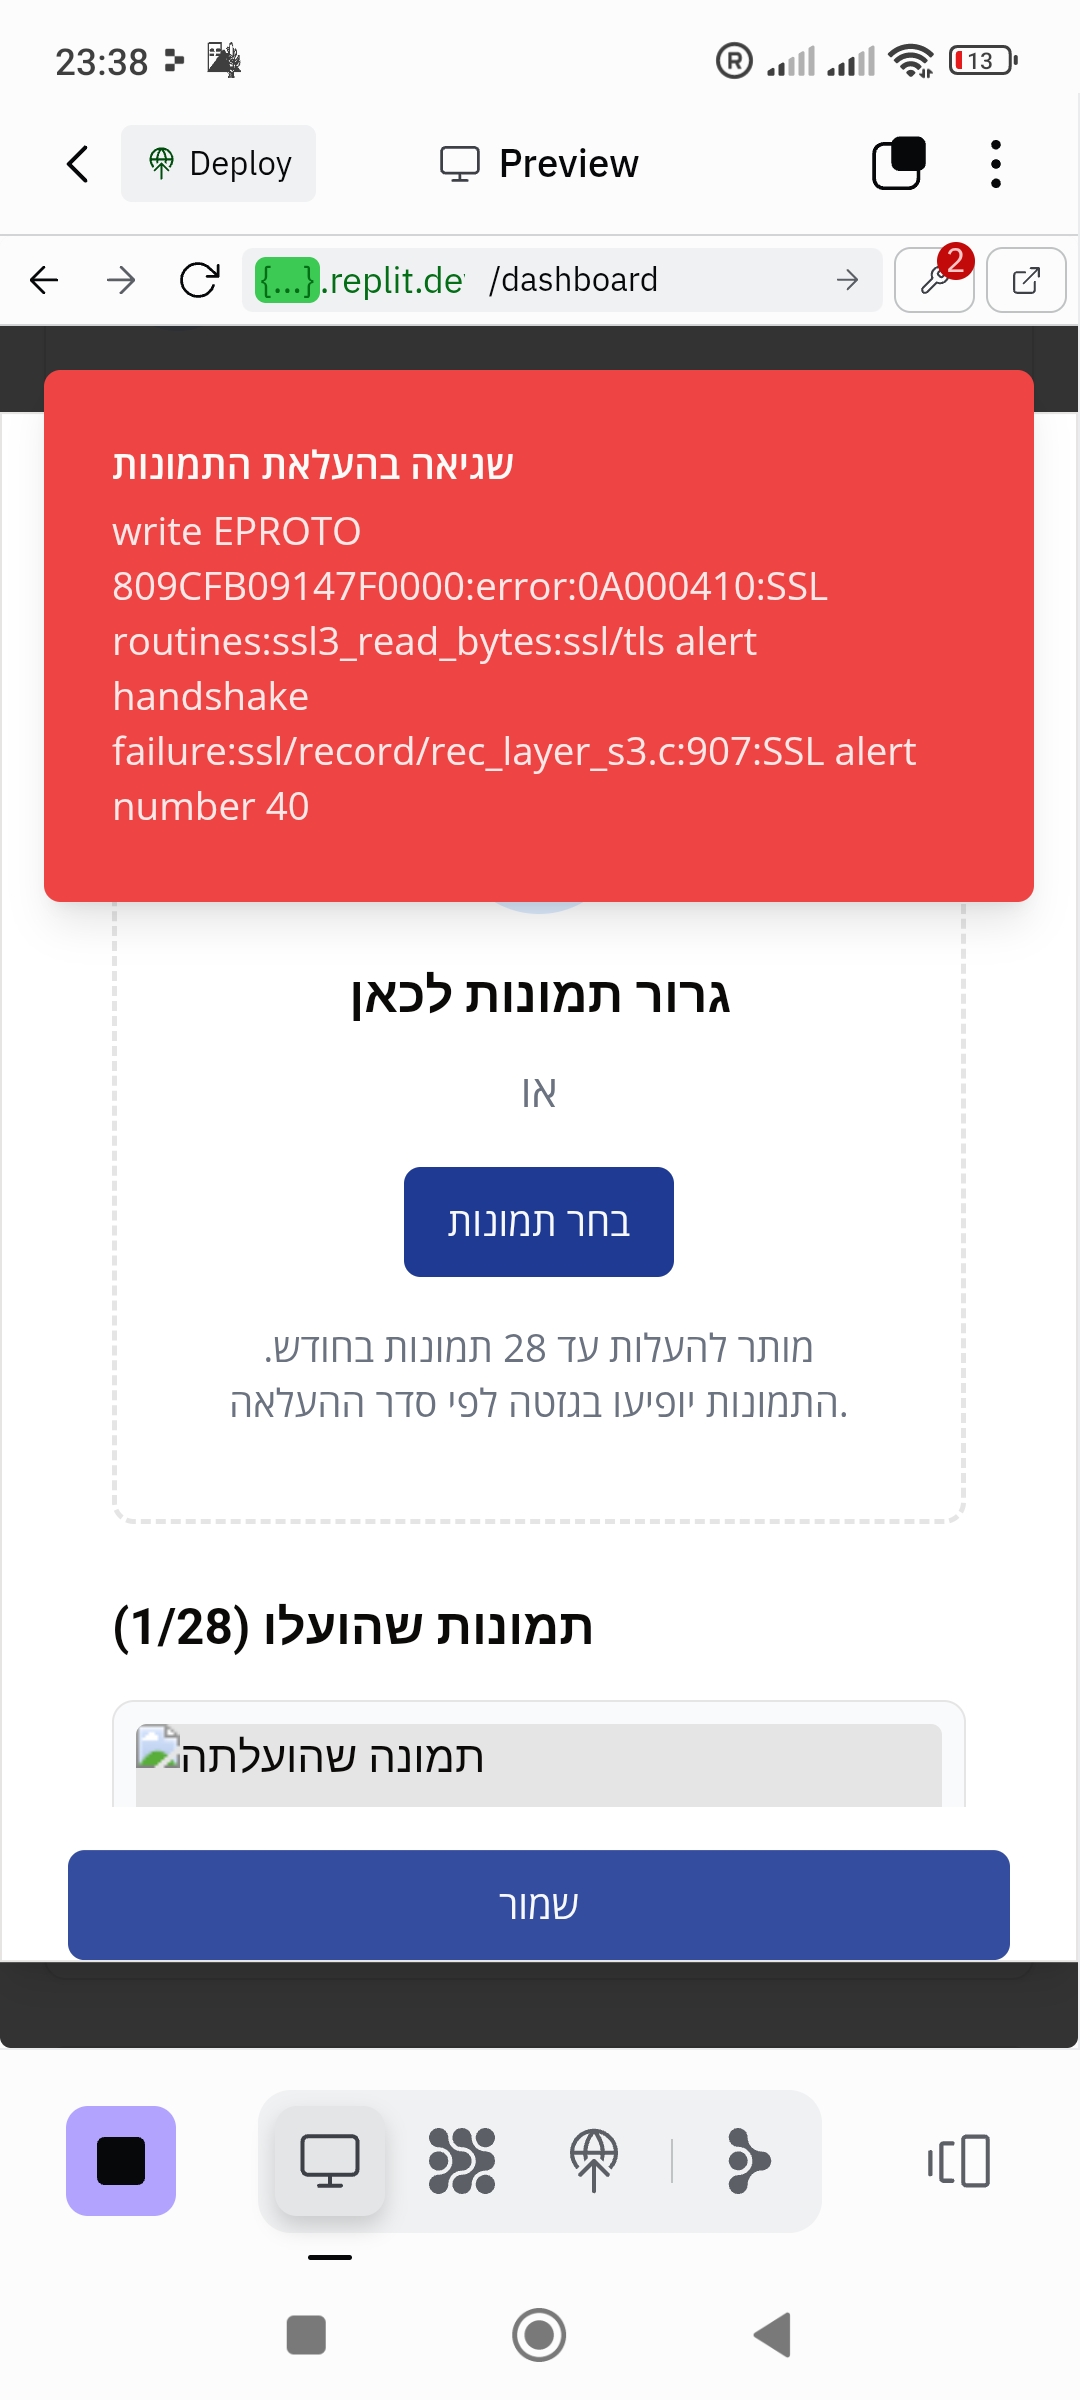 23:38
13
Deploy
Preview
{...}.replit.de
/dashboard
2
שגיאה בהעלאת התמונות
write EPROTO
809CFB09147F0000:error:0A000410:SSL
routines:ssl3_read_bytes:ssl/tls alert
handshake
failure:ssl/record/rec_layer_s3.c:907:SSL alert
number 40
גרור תמונות לכאן
או
בחר תמונות
מותר להעלות עד 28 תמונות בחודש.
התמונות יופיעו בגזטה לפי סדר ההעלאה.
תמונות שהועלו (1/28)
תמונה שהועלתה
שמור